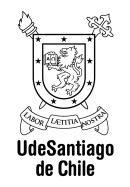 LABOR LÆTITIA NOSTRA
UdeSantiago
de Chile